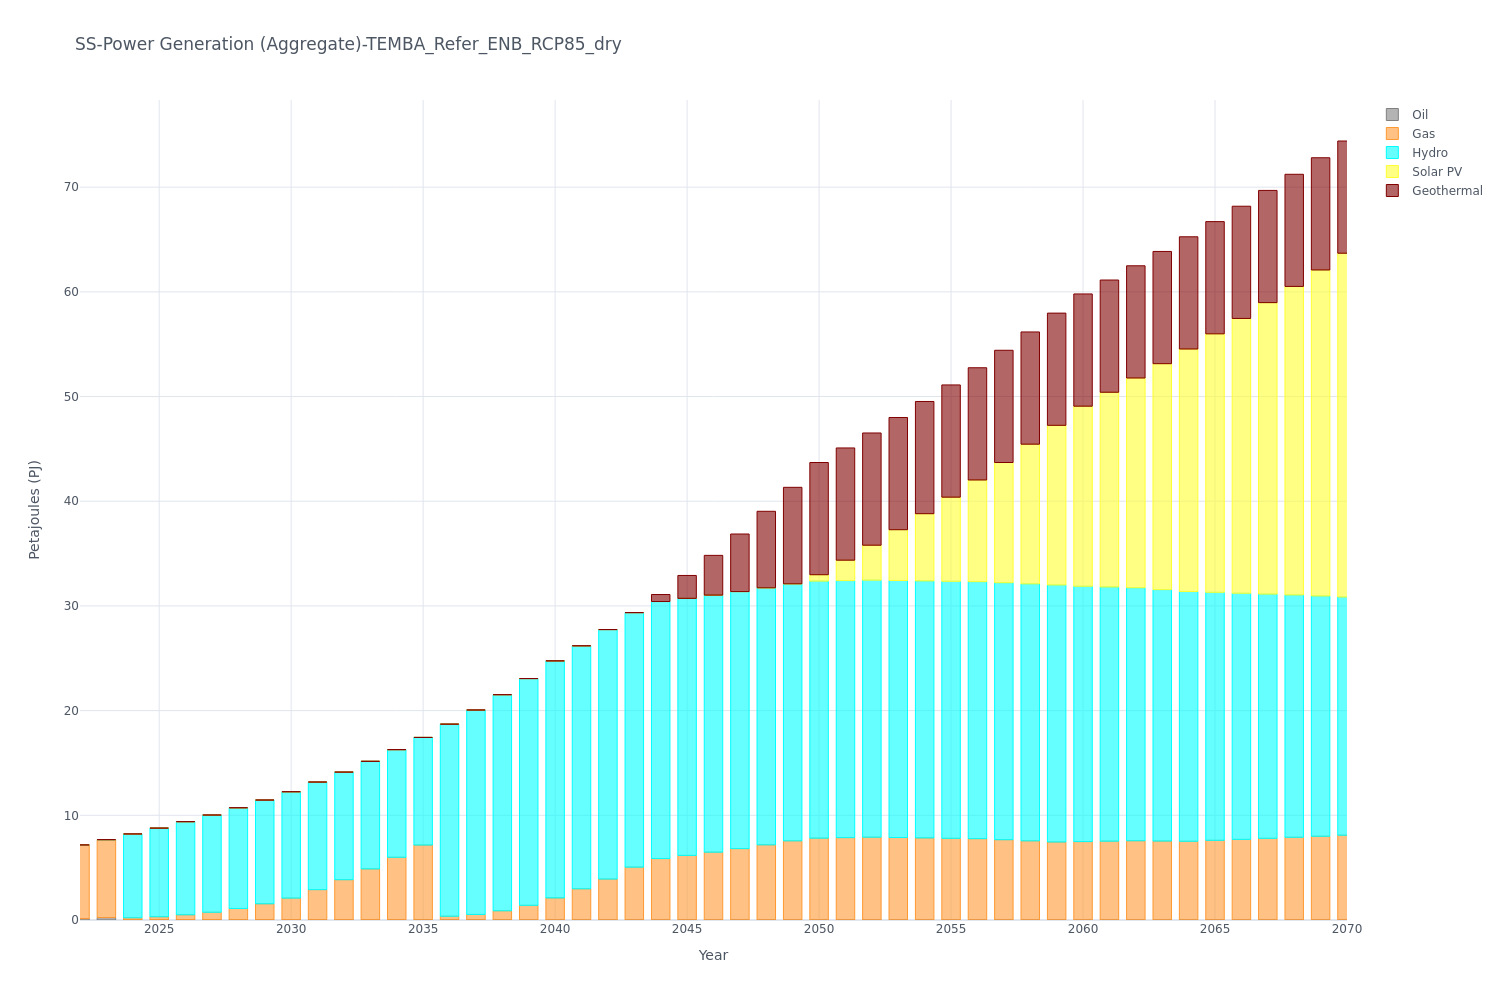 SS-Power Generation (Aggregate)-TEMBA_Refer_ENB_RCP85_dry
Oil
Gas
Hydro
Solar PV
Geothermal
Petajoules (PJ)
70
60
50
40
30
20
10
0
2025
2030
2035
2040
2045
2050
2055
2060
2065
2070
Year